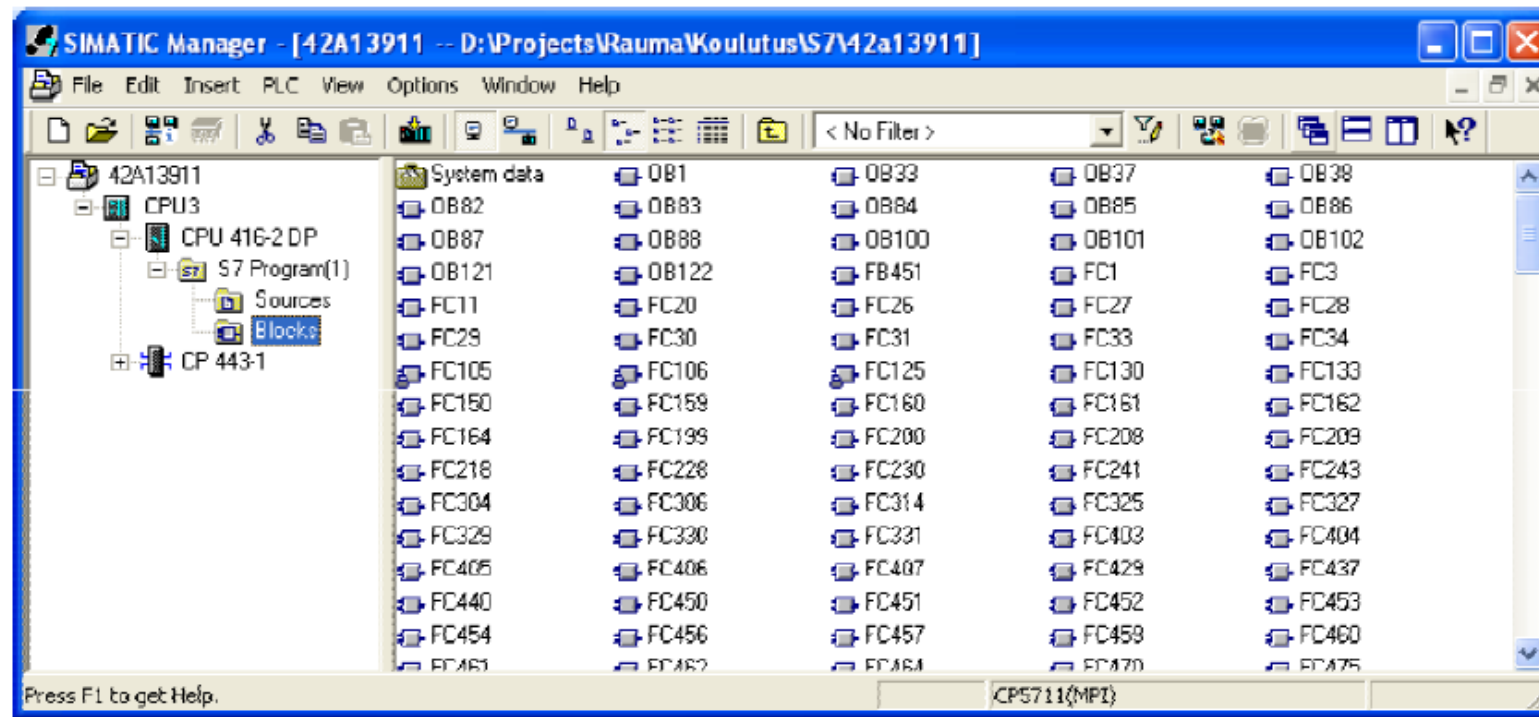 SIMATIC Manager - [42A13911 -- D:\Projects\Rauma\Koulutus\S7\42a13911]
File Edit Insert PLC View Options Window Help
< No Filter >
42A13911
CPU3
CPU 416-2 DP
S7 Program(1)
Sources
Blocks
CP 443-1
System data OB1 OB33 OB37 OB38
OB82 OB83 OB84 OB85 OB86
OB87 OB88 OB100 OB101 OB102
OB121 OB122 FB451 FC1 FC3
FC11 FC20 FC26 FC27 FC28
FC29 FC30 FC31 FC33 FC34
FC105 FC106 FC125 FC130 FC133
FC150 FC159 FC160 FC161 FC162
FC164 FC199 FC200 FC208 FC209
FC218 FC228 FC230 FC241 FC243
FC304 FC306 FC314 FC325 FC327
FC329 FC330 FC331 FC403 FC404
FC405 FC406 FC407 FC429 FC437
FC440 FC450 FC451 FC452 FC453
FC454 FC456 FC457 FC459 FC460
FC461 FC462 FC464 FC470 FC475
Press F1 to get Help.
CP5711(MPI)